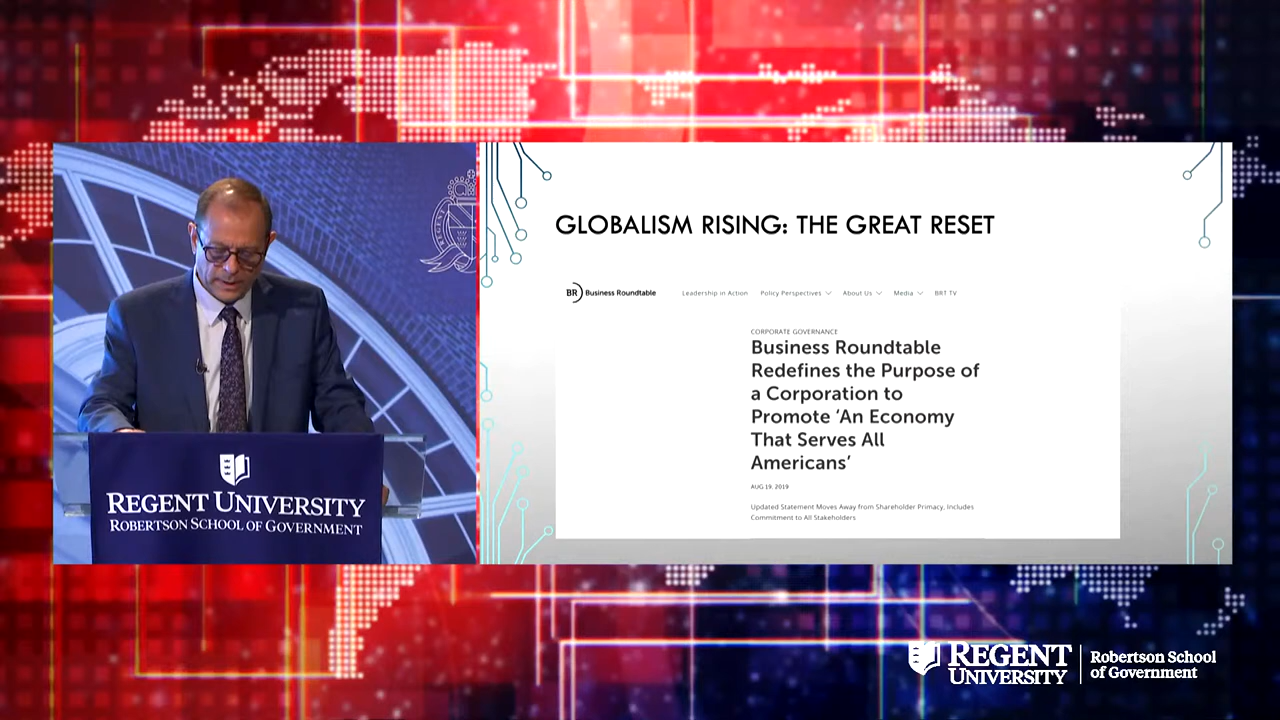 GLOBALISM RISING: THE GREAT RESET
BR Business Roundtable Leadership in Action Policy Perspectives About Us Media BRT TV
CORPORATE GOVERNANCE
Business Roundtable
Redefines the Purpose of
a Corporation to
Promote ‘An Economy
That Serves All
Americans’
AUG 19, 2019
Updated Statement Moves Away from Shareholder Primacy, Includes
Commitment to All Stakeholders
REGENT
REGENT UNIVERSITY
ROBERTSON SCHOOL OF GOVERNMENT
REGENT
UNIVERSITY
Robertson School
of Government